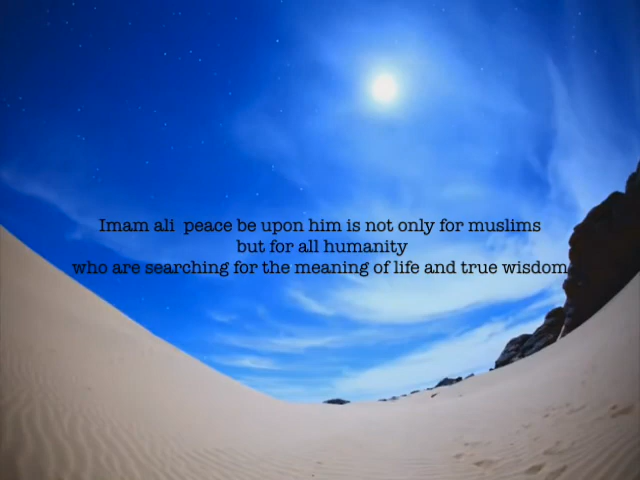 Imam ali  peace be upon him is not only for muslims
but for all humanity
who are searching for the meaning of life and true wisdom